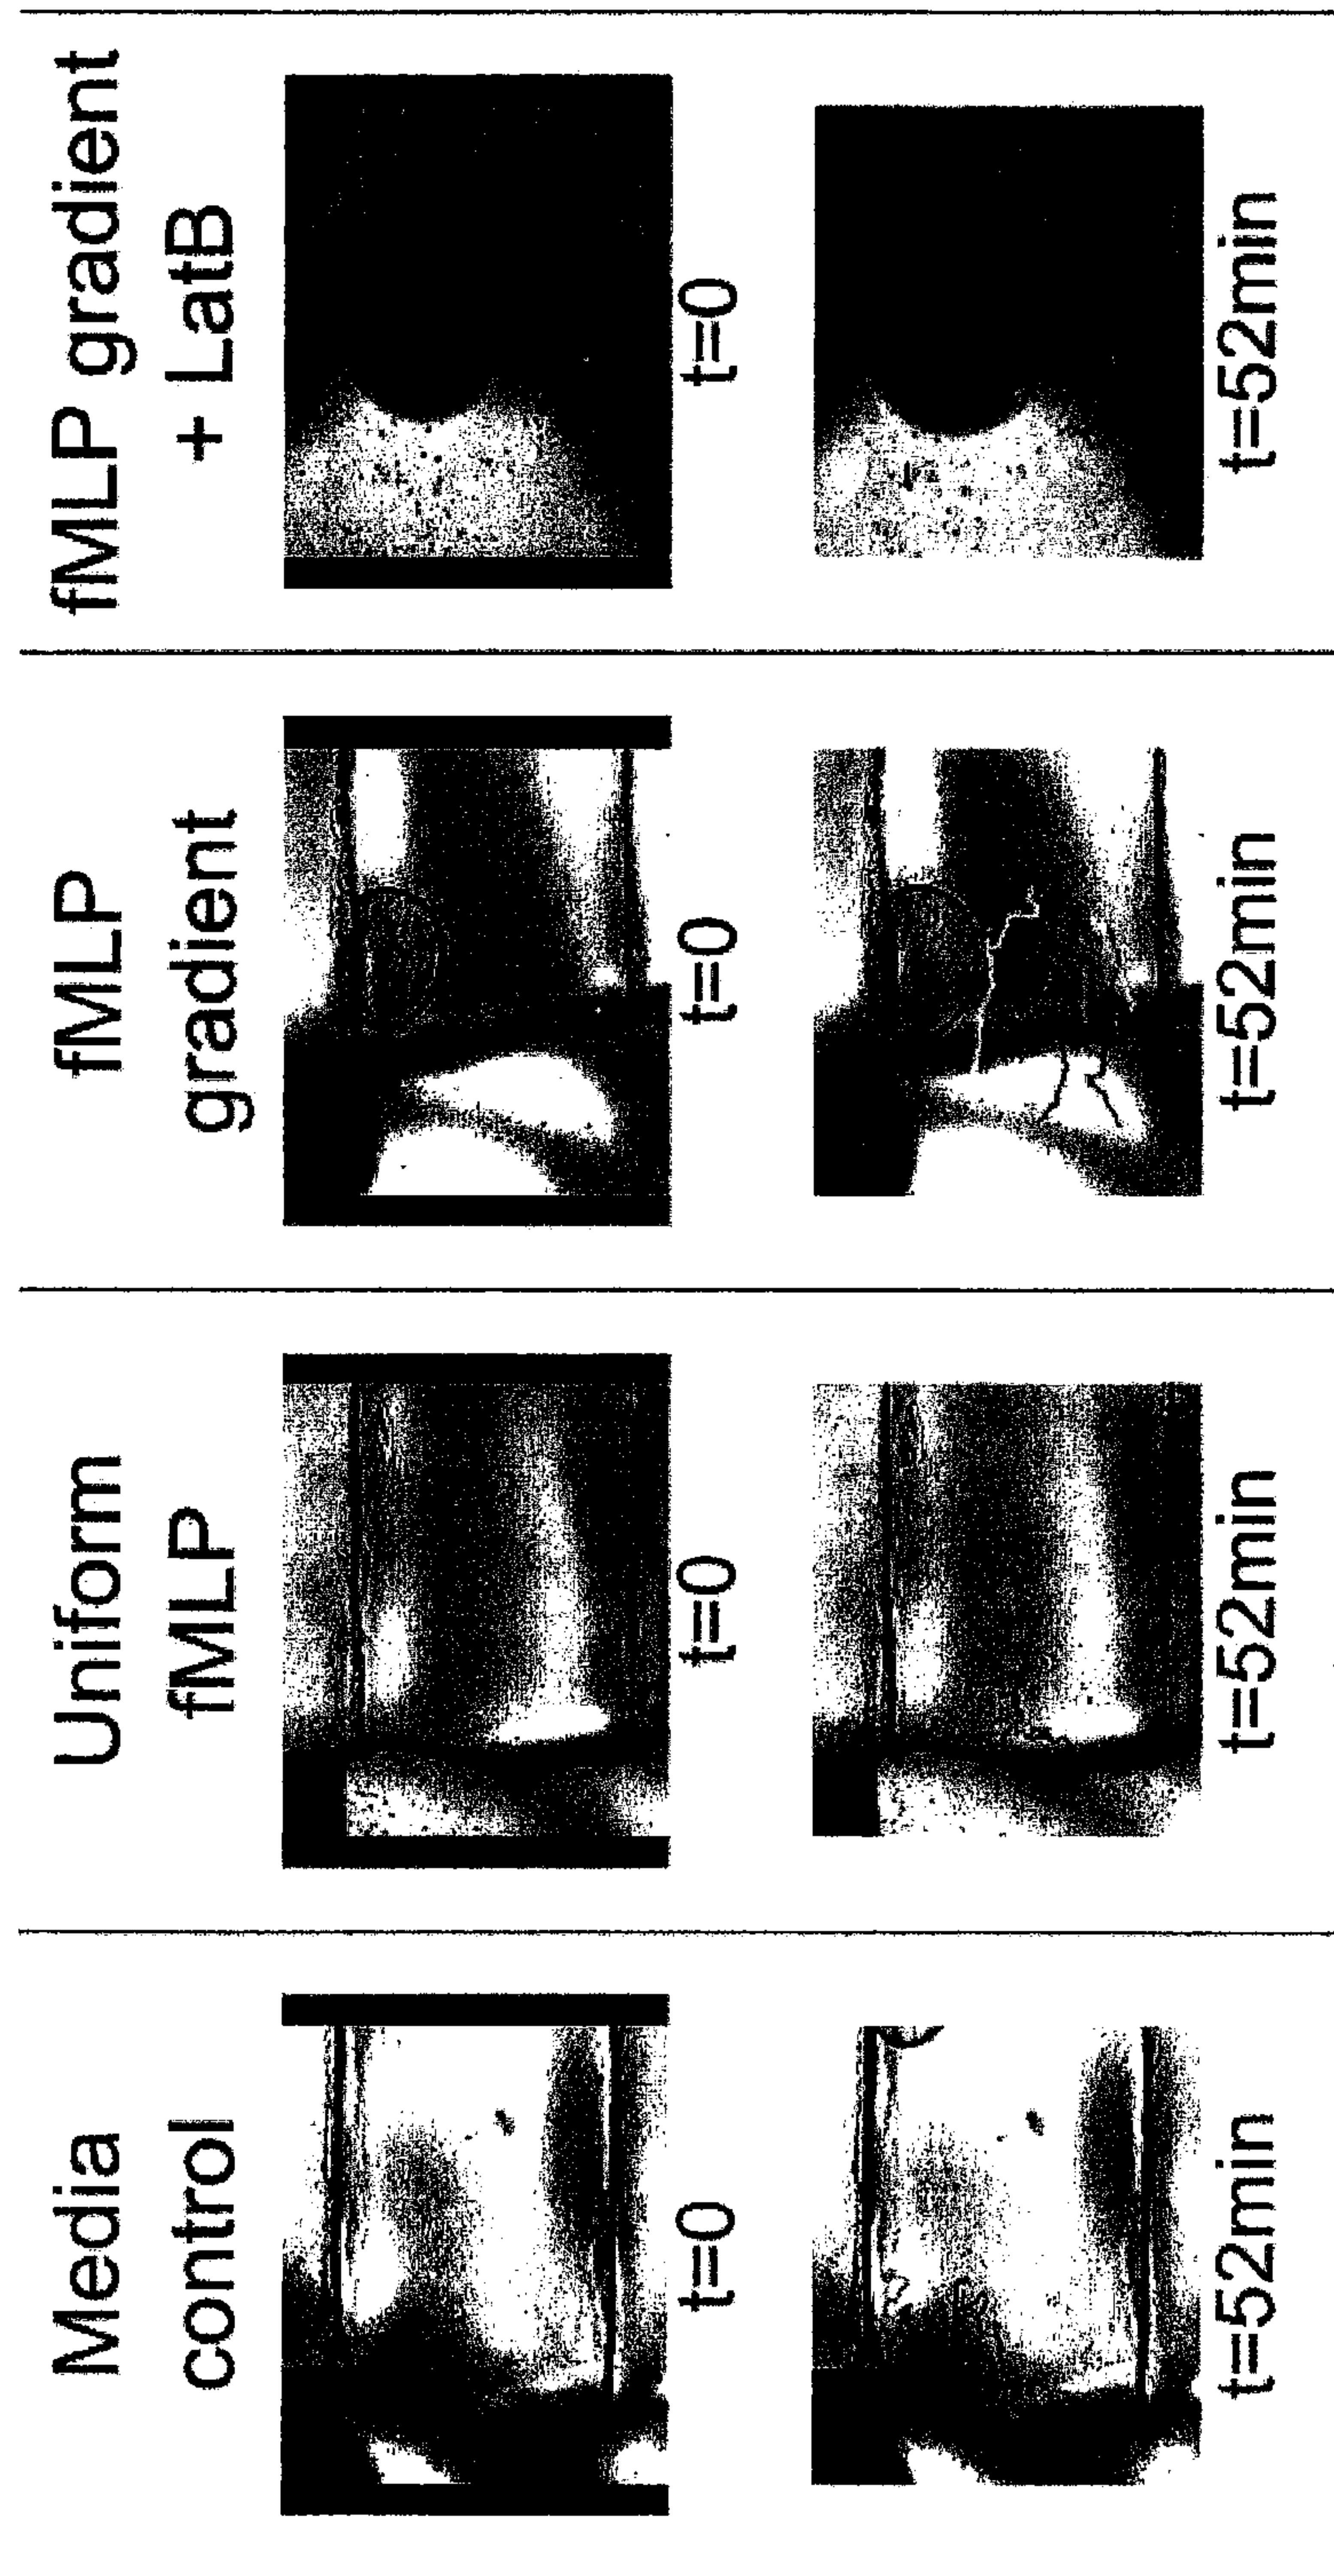 Media
control
t=0
t=52min
Uniform
fMLP
t=0
t=52min
fMLP
gradient
t=0
t=52min
fMLP gradient
+ LatB
t=0
t=52min